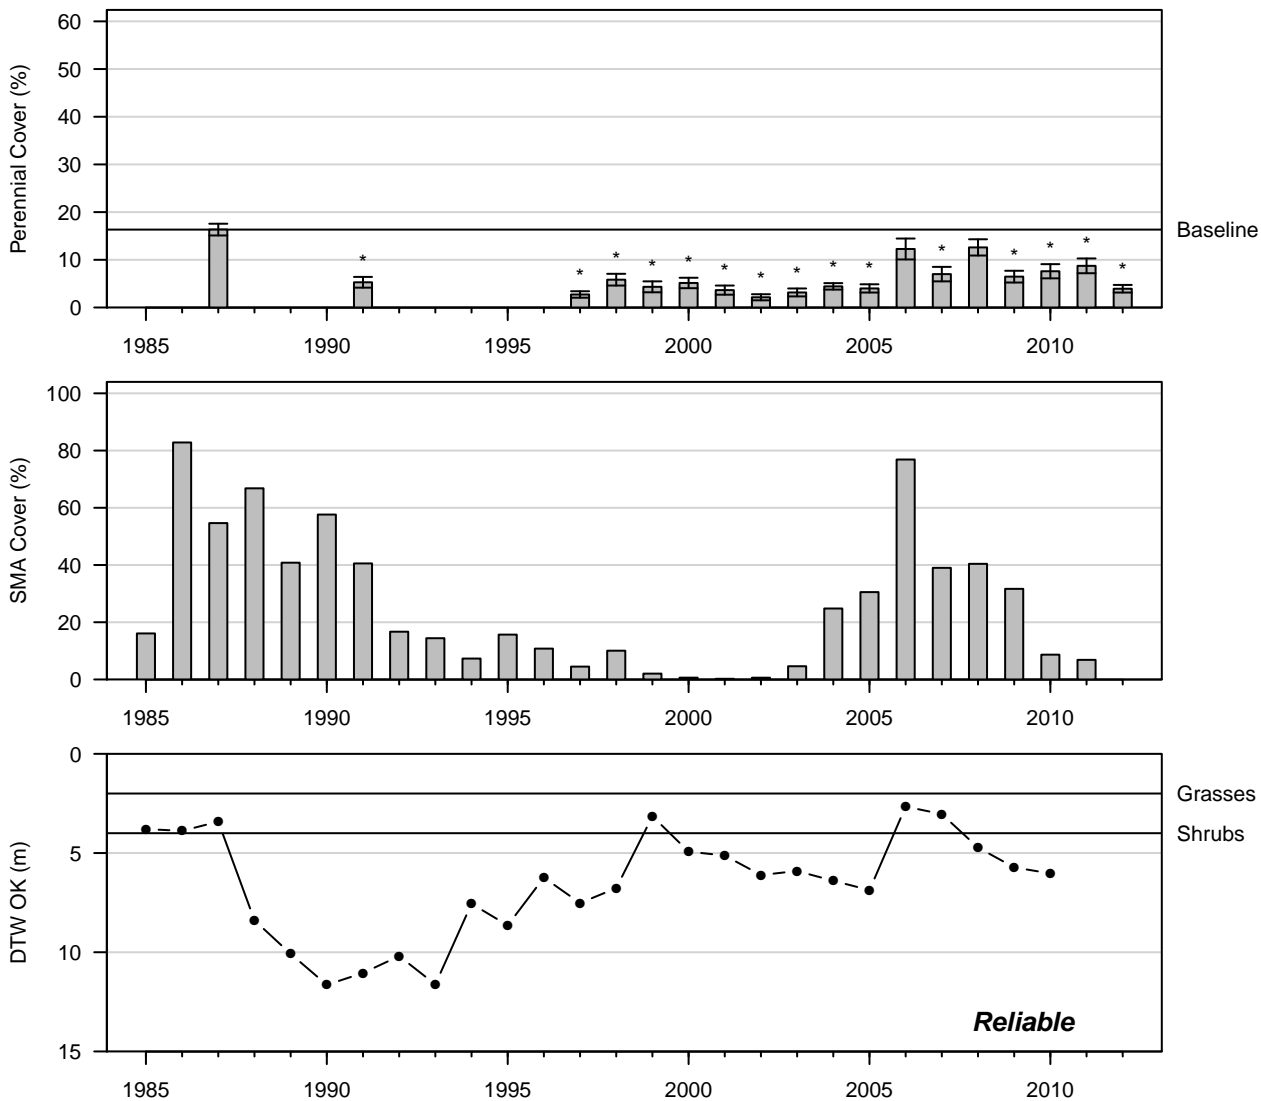 Perennial Cover (%)
60
50
40
30
20
10
0
Baseline
* * * * * * * * * * * * * * *
1985 1990 1995 2000 2005 2010
SMA Cover (%)
100
80
60
40
20
0
1985 1990 1995 2000 2005 2010
DTW OK (m)
0
5
10
15
Grasses
Shrubs
Reliable
1985 1990 1995 2000 2005 2010